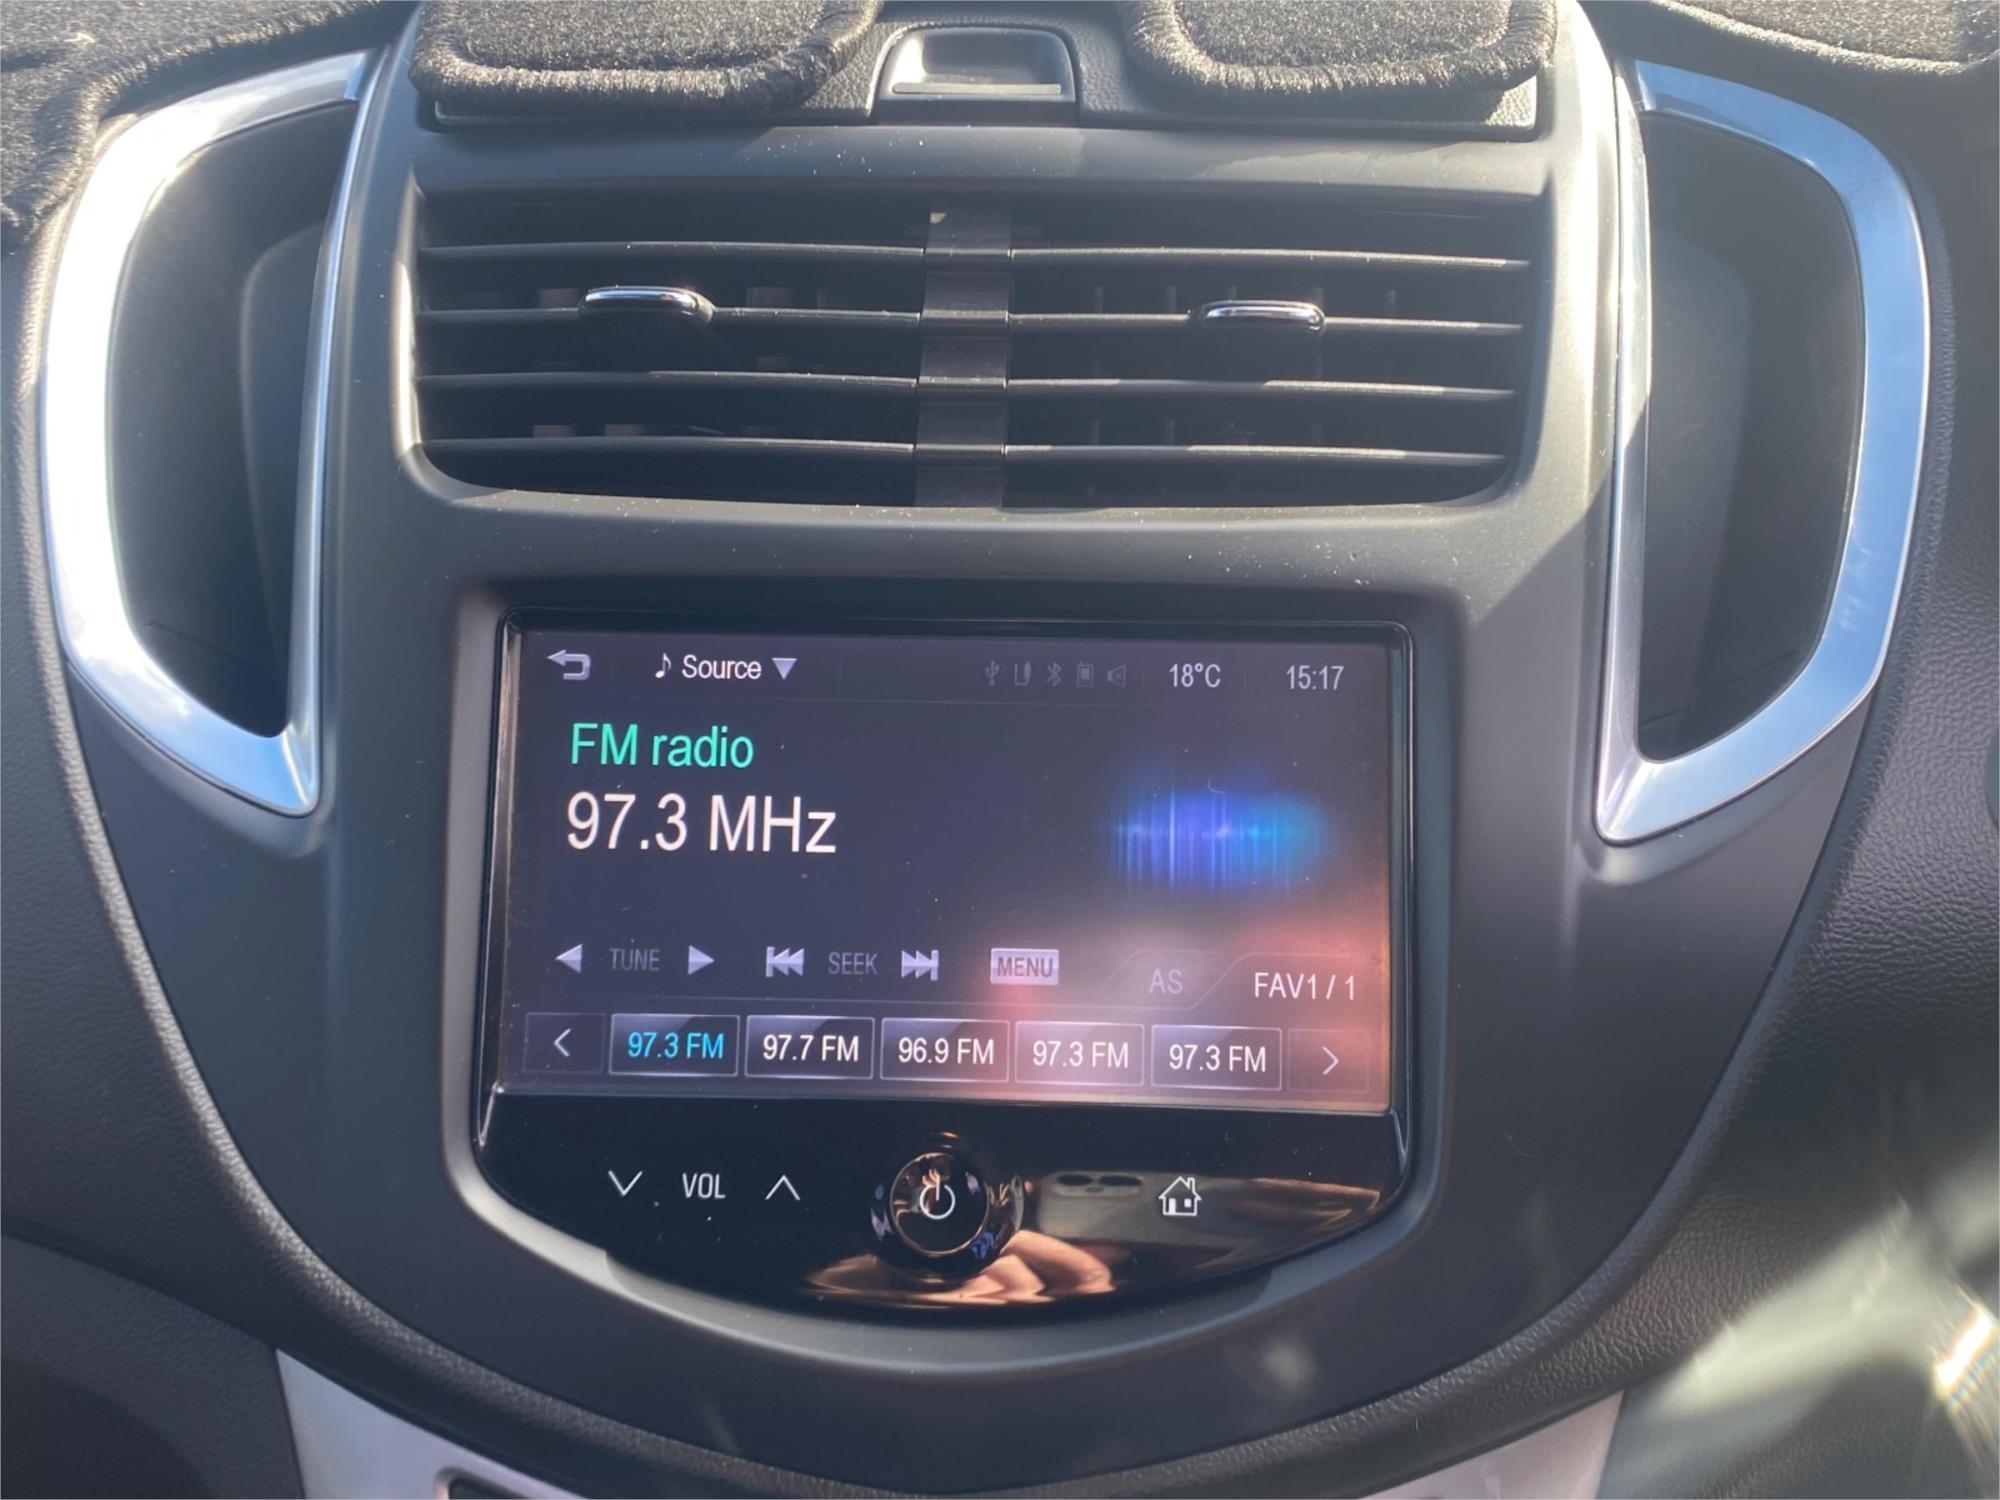 Source 18°C 15:17
FM radio
97.3 MHz
TUNE SEEK MENU AS FAV1 / 1
97.3 FM 97.7 FM 96.9 FM 97.3 FM 97.3 FM
VOL